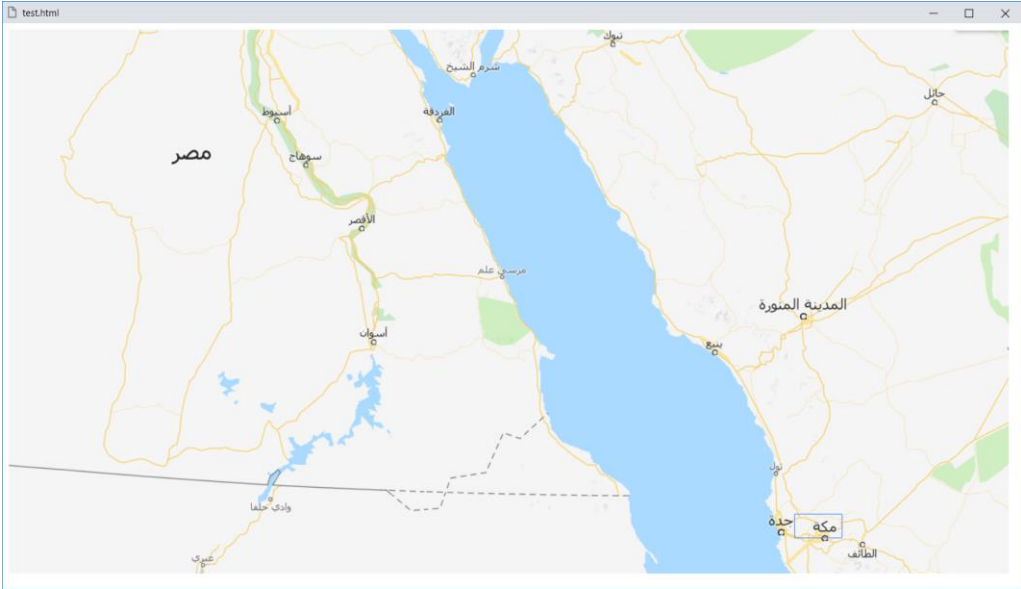 test.html
تبوك
شرم الشيخ
حائل
الغردقة
أسيوط
مصر
سوهاج
الأقصر
مرسى علم
المدينة المنورة
أسوان
ينبع
ثول
وادي حلفا
جدة
مكة
الطائف
عبري